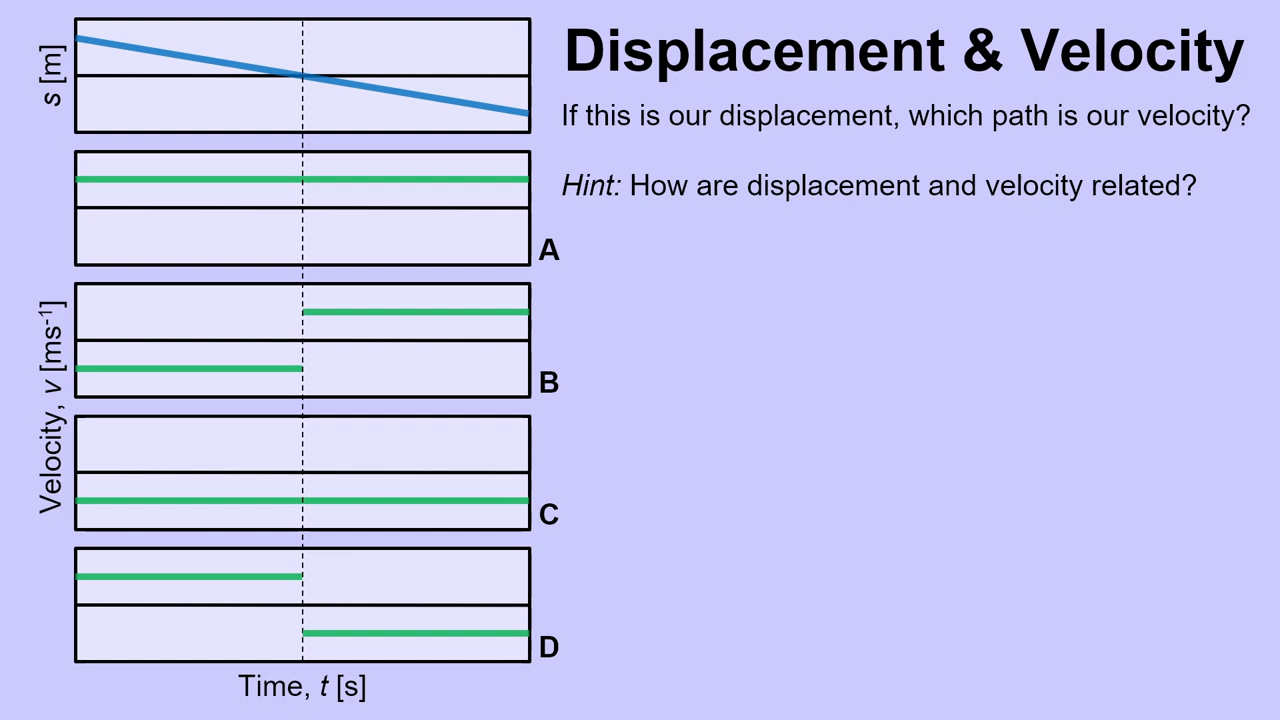 Displacement & Velocity
If this is our displacement, which path is our velocity?
Hint: How are displacement and velocity related?
s [m]
A
B
C
D
Velocity, v [ms⁻¹]
Time, t [s]